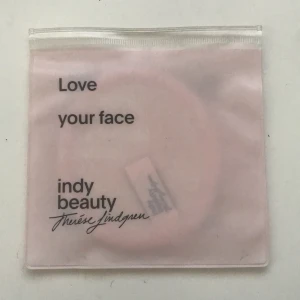 Love
your face
indy
beauty
Therése Lindgren